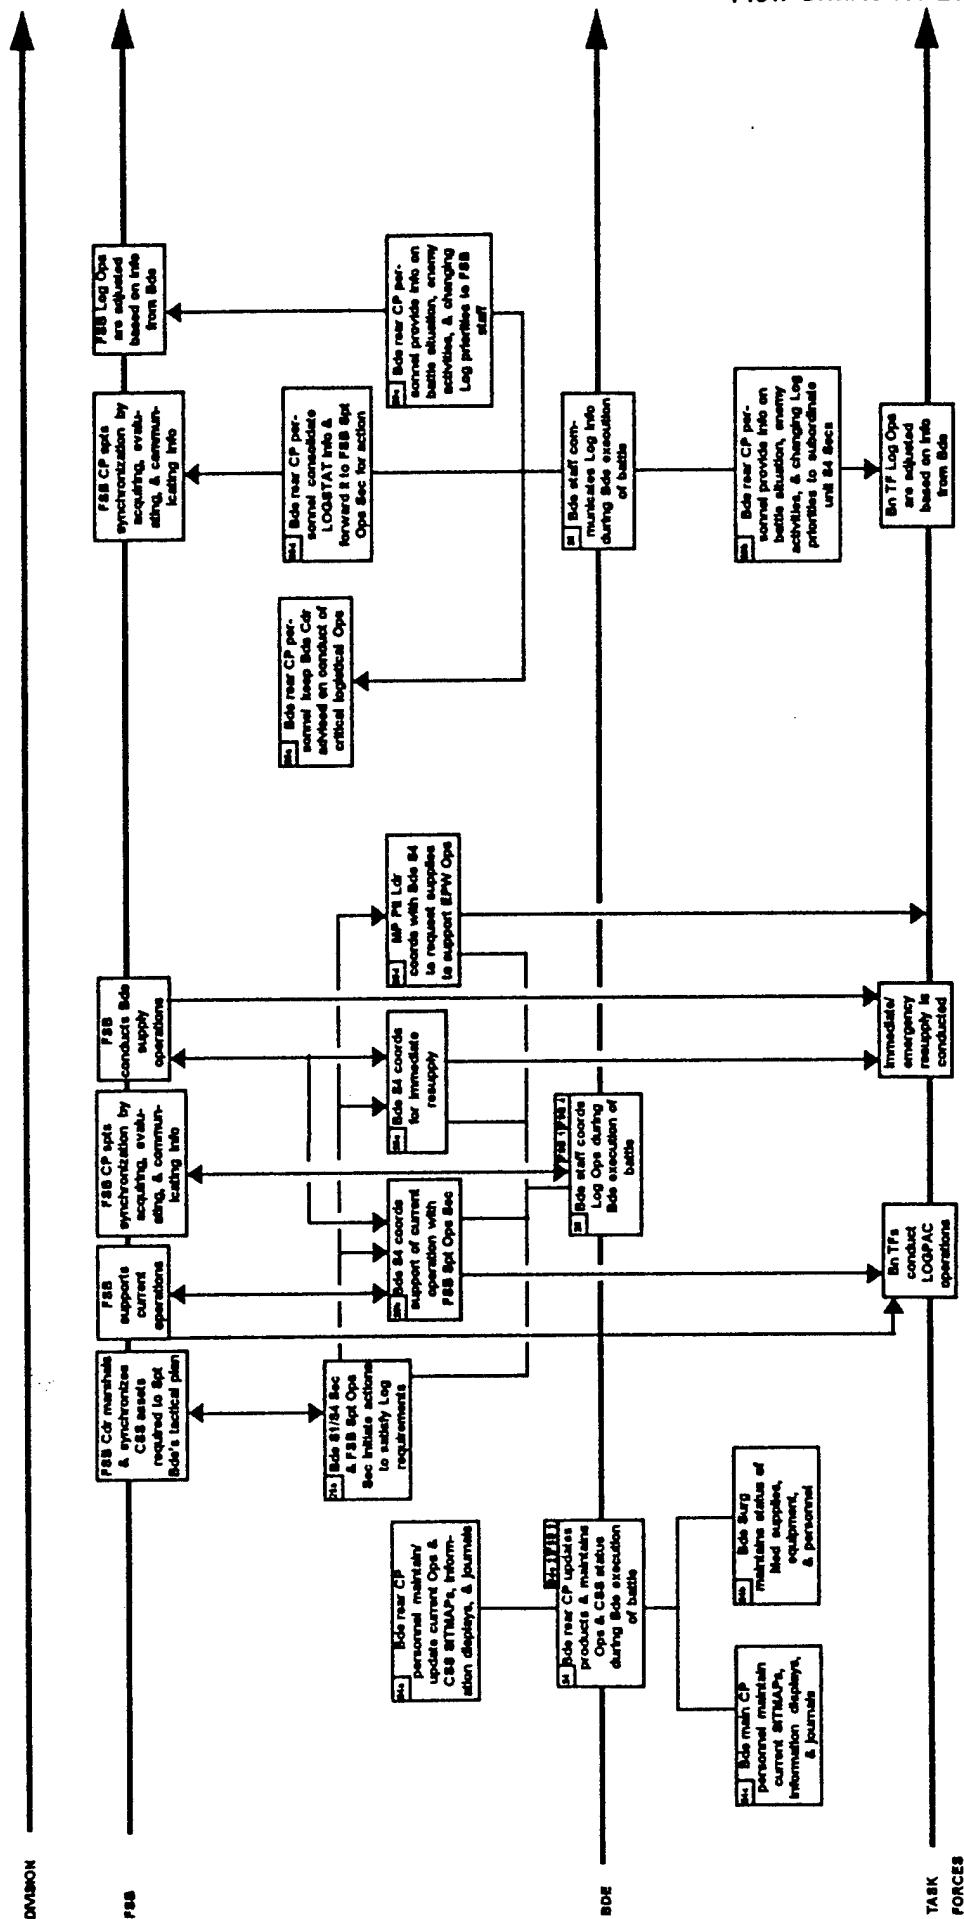 DIVISION
FSB
BDE
TASK
FORCES
FSB Cdr marshals
& synchronizes
CSS assets
required to Spt
Bde's tactical plan
FSB
supports
current
operations
FSB CP spts
synchronization by
acquiring, evalu-
ating, & commun-
icating info
FSB
conducts Bde
supply
operations
FSB CP spts
synchronization by
acquiring, evalu-
ating, & commun-
icating info
FSB Log Ops
are adjusted
based on info
from Bde
Bde rear CP
personnel maintain/
update current Ops &
CSS SITMAPs, inform-
ation displays, & journals
Bde S1/S4 Sec
& FSB Spt Ops
Sec initiate actions
to satisfy Log
requirements
Bde S4 coords
support of current
operation with
FSB Spt Ops Sec
Bde S4 coords
for immediate
resupply
MP Plt Ldr
coords with Bde S4
to request supplies
to support EPW Ops
Bde rear CP per-
sonnel keep Bde Cdr
advised on conduct of
critical logistical Ops
Bde rear CP per-
sonnel consolidate
LOGSTAT info &
forward it to FSB Spt
Ops Sec for action
Bde rear CP per-
sonnel provide info on
battle situation, enemy
activities, & changing
Log priorities to FSB
staff
Bde rear CP updates
products & maintains
Ops & CSS status
during Bde execution
of battle
Bde staff coords
Log Ops during
Bde execution of
battle
Bde staff com-
municates Log info
during Bde execution
of battle
Bde main CP
personnel maintain
current SITMAPs,
information displays,
& journals
Bde Surg
maintains status of
Med supplies,
equipment,
& personnel
Bde rear CP per-
sonnel provide info on
battle situation, enemy
activities, & changing Log
priorities to subordinate
unit S4 Secs
Bn TFs
conduct
LOGPAC
operations
Immediate/
emergency
resupply is
conducted
Bn TF Log Ops
are adjusted
based on info
from Bde